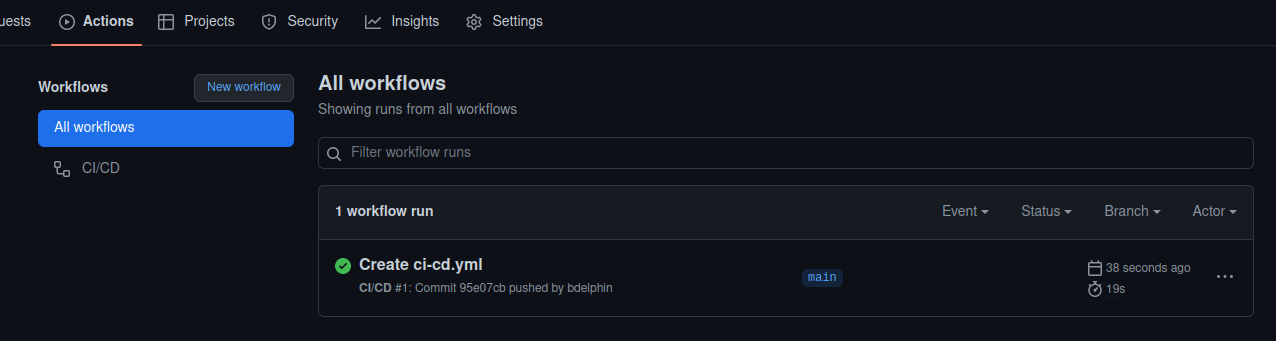 uests Actions Projects Security Insights Settings
Workflows New workflow
All workflows
CI/CD
All workflows
Showing runs from all workflows
Filter workflow runs
1 workflow run Event Status Branch Actor
Create ci-cd.yml
CI/CD #1: Commit 95e07cb pushed by bdelphin
main
38 seconds ago
19s